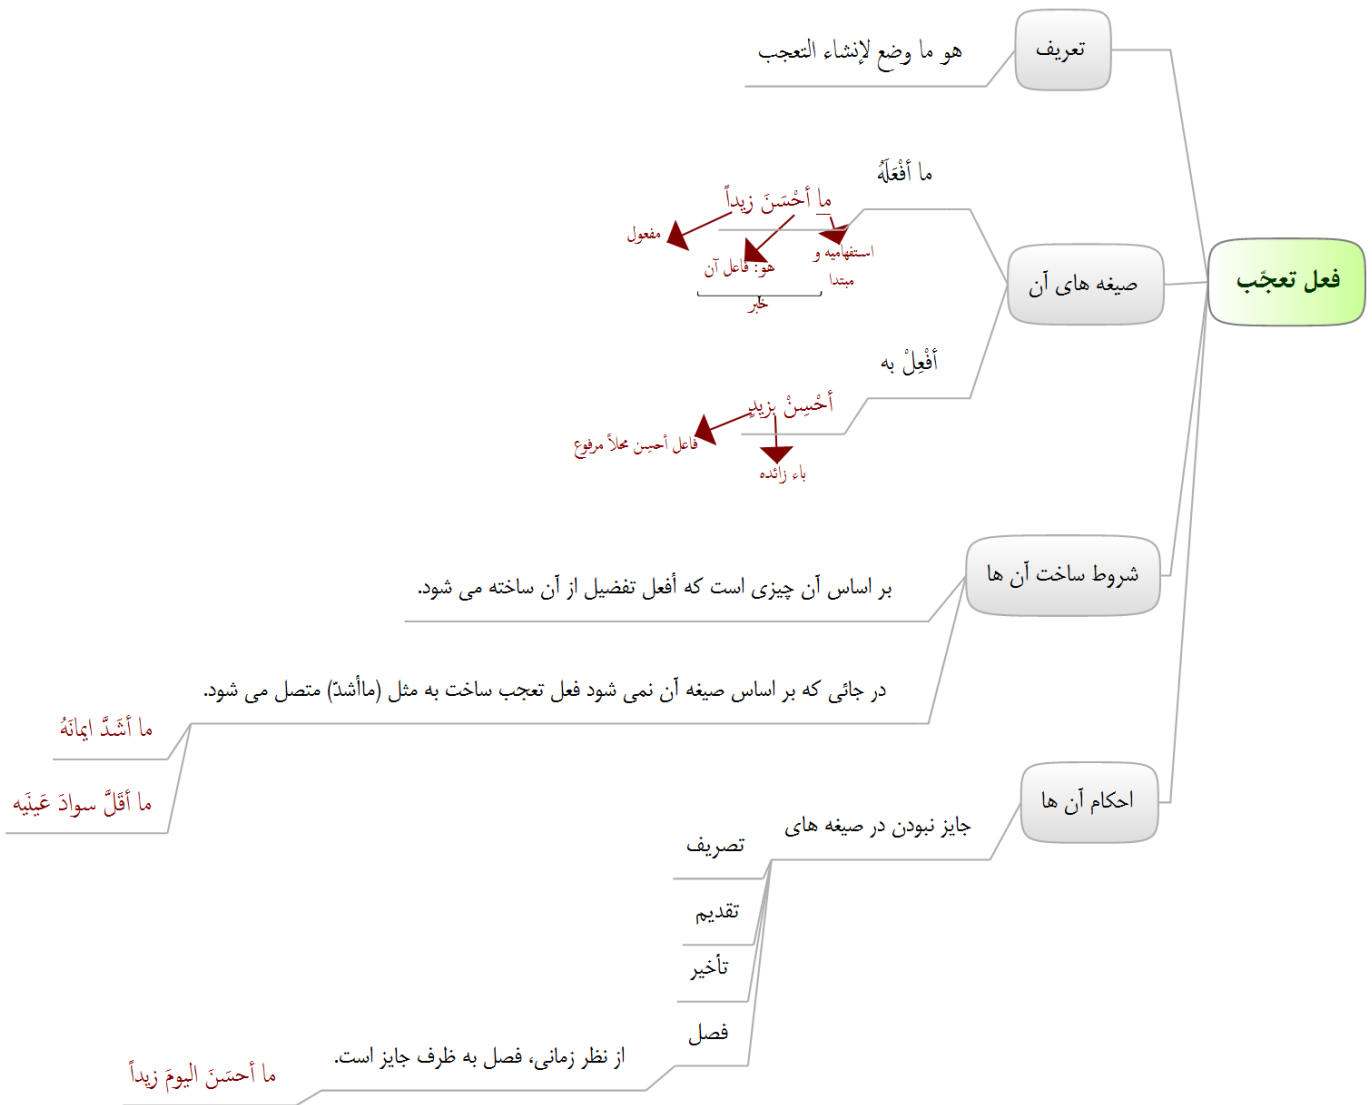 فعل تعجّب
تعریف
هو ما وضع لإنشاء التعجب
صیغه های آن
ما أفْعَلَهُ
ما أحْسَنَ زیداً
استفهامیه و
مبتدا
هو: فاعل آن
خبر
مفعول
أفْعِلْ به
أحْسِنْ بزیدٍ
باء زائده
فاعل أحسِن محلاً مرفوع
شروط ساخت آن ها
بر اساس آن چیزی است که أفعل تفضیل از آن ساخته می شود.
در جائی که بر اساس صیغه آن نمی شود فعل تعجب ساخت به مثل (ماأشدّ) متصل می شود.
ما أشَدَّ ایمانَهُ
ما أقَلَّ سوادَ عَینَیه
احکام آن ها
جایز نبودن در صیغه های
تصریف
تقدیم
تأخیر
فصل
از نظر زمانی، فصل به ظرف جایز است.
ما أحسَنَ الیومَ زیداً